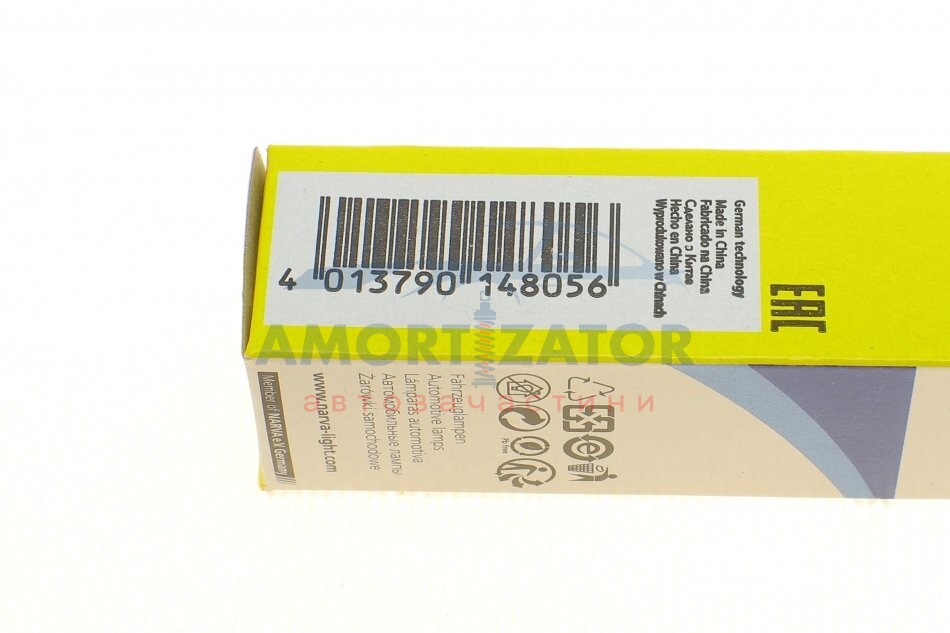 4 013790 148056
German technology
Made in China
Fabricado na China
Сделано в Китае
Hecho en China
Wyprodukowano w Chinach
EAC
AMORTIZATOR
автозапчастини
Fahrzeuglampen
Automotive lamps
Lámparas automotiva
Автомобильные лампы
Żarówki samochodowe
www.narva-light.com
Member of NARVA e.V. Germany
Pb free